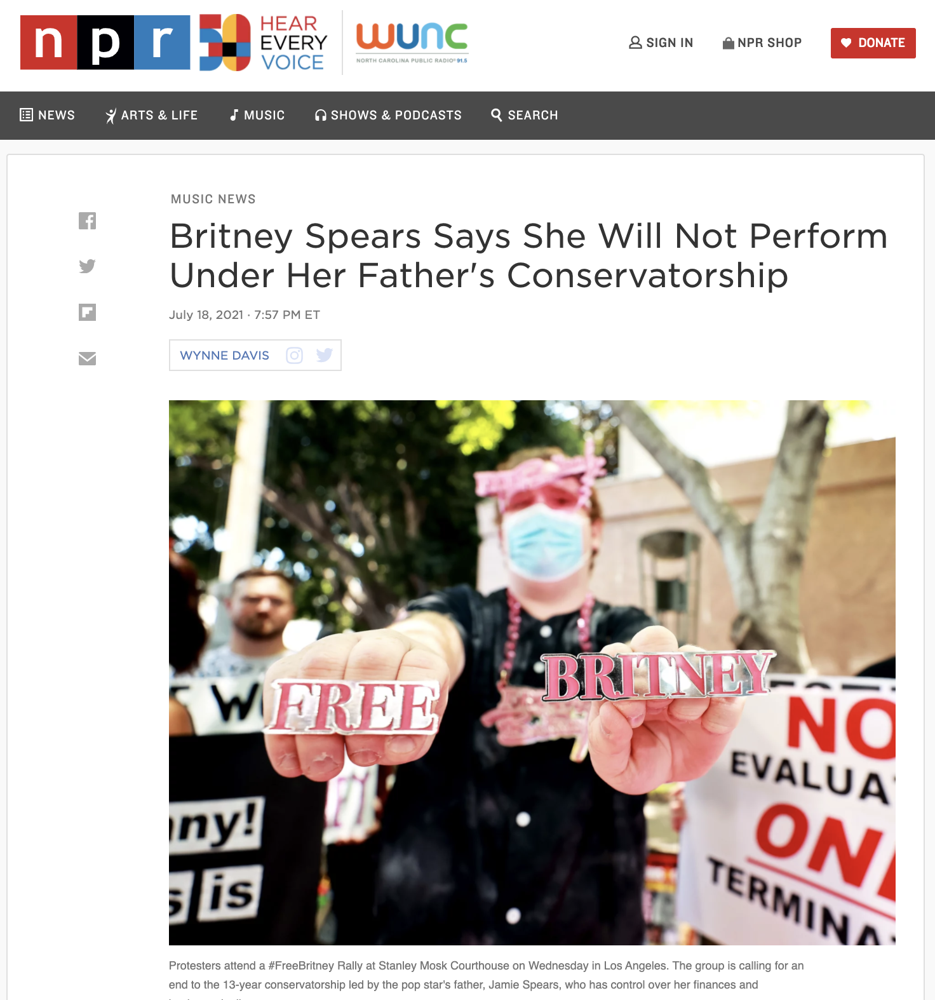 npr 50 HEAR EVERY VOICE
wunc
NORTH CAROLINA PUBLIC RADIO® 91.5
SIGN IN
NPR SHOP
DONATE
NEWS
ARTS & LIFE
MUSIC
SHOWS & PODCASTS
SEARCH
MUSIC NEWS
Britney Spears Says She Will Not Perform
Under Her Father's Conservatorship
July 18, 2021 · 7:57 PM ET
WYNNE DAVIS
FREE
BRITNEY
W
NO
EVALUA
ON
TERMINA
ny!
s is
Protesters attend a #FreeBritney Rally at Stanley Mosk Courthouse on Wednesday in Los Angeles. The group is calling for an
end to the 13-year conservatorship led by the pop star's father, Jamie Spears, who has control over her finances and